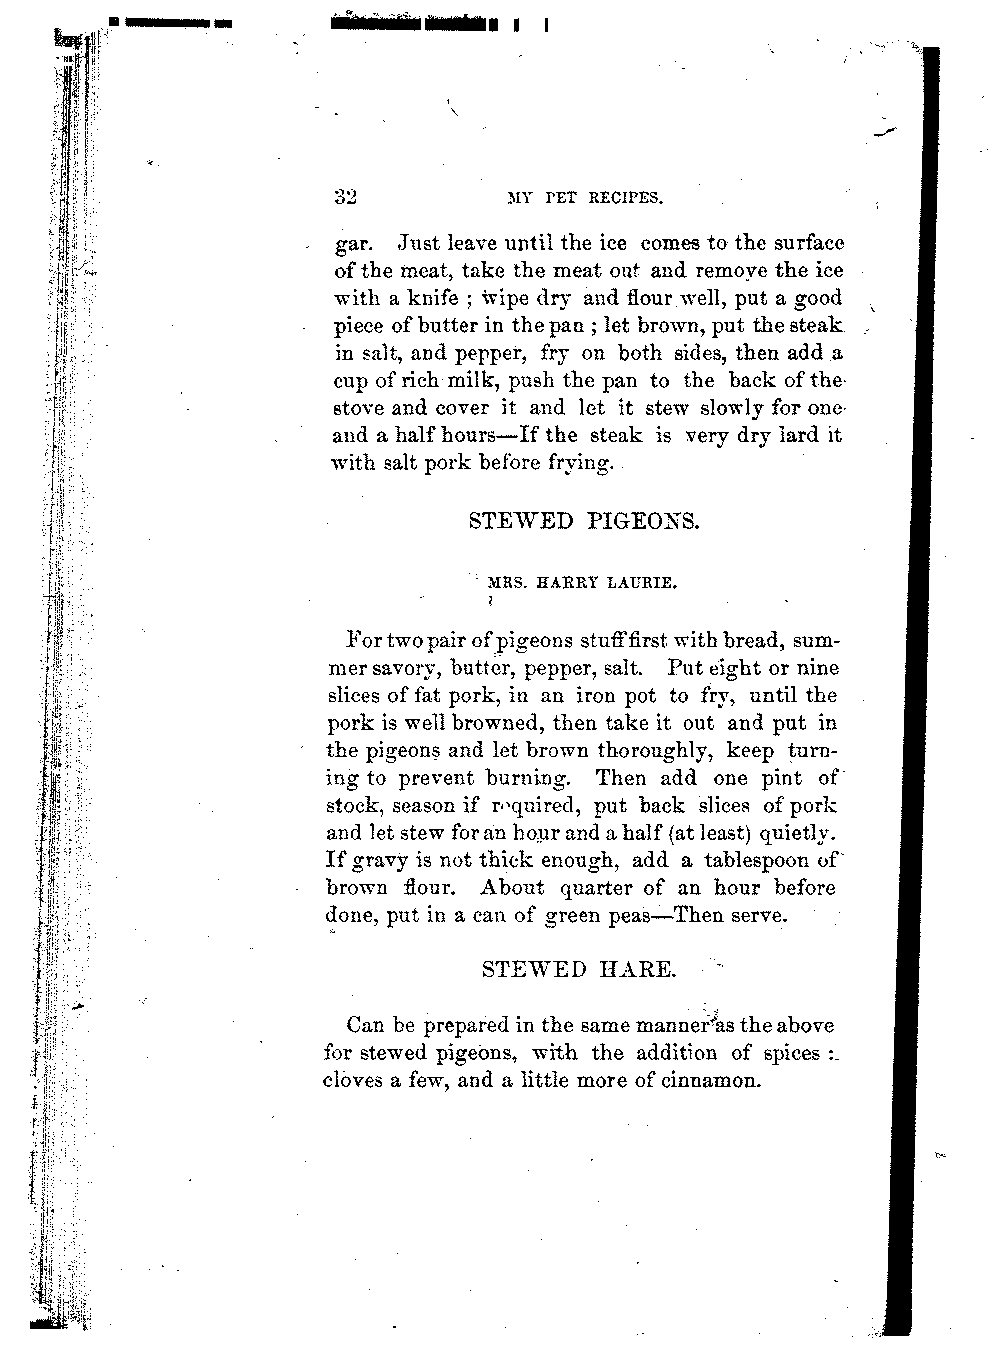 32 MY PET RECIPES.
gar. Just leave until the ice comes to the surface
of the meat, take the meat out and remove the ice
with a knife ; wipe dry and flour well, put a good
piece of butter in the pan ; let brown, put the steak
in salt, and pepper, fry on both sides, then add a
cup of rich milk, push the pan to the back of the
stove and cover it and let it stew slowly for one
and a half hours—If the steak is very dry lard it
with salt pork before frying.
STEWED PIGEONS.
MRS. HARRY LAURIE.
For two pair of pigeons stuff first with bread, sum-
mer savory, butter, pepper, salt. Put eight or nine
slices of fat pork, in an iron pot to fry, until the
pork is well browned, then take it out and put in
the pigeons and let brown thoroughly, keep turn-
ing to prevent burning. Then add one pint of
stock, season if required, put back slices of pork
and let stew for an hour and a half (at least) quietly.
If gravy is not thick enough, add a tablespoon of
brown flour. About quarter of an hour before
done, put in a can of green peas—Then serve.
STEWED HARE.
Can be prepared in the same manner as the above
for stewed pigeons, with the addition of spices :
cloves a few, and a little more of cinnamon.